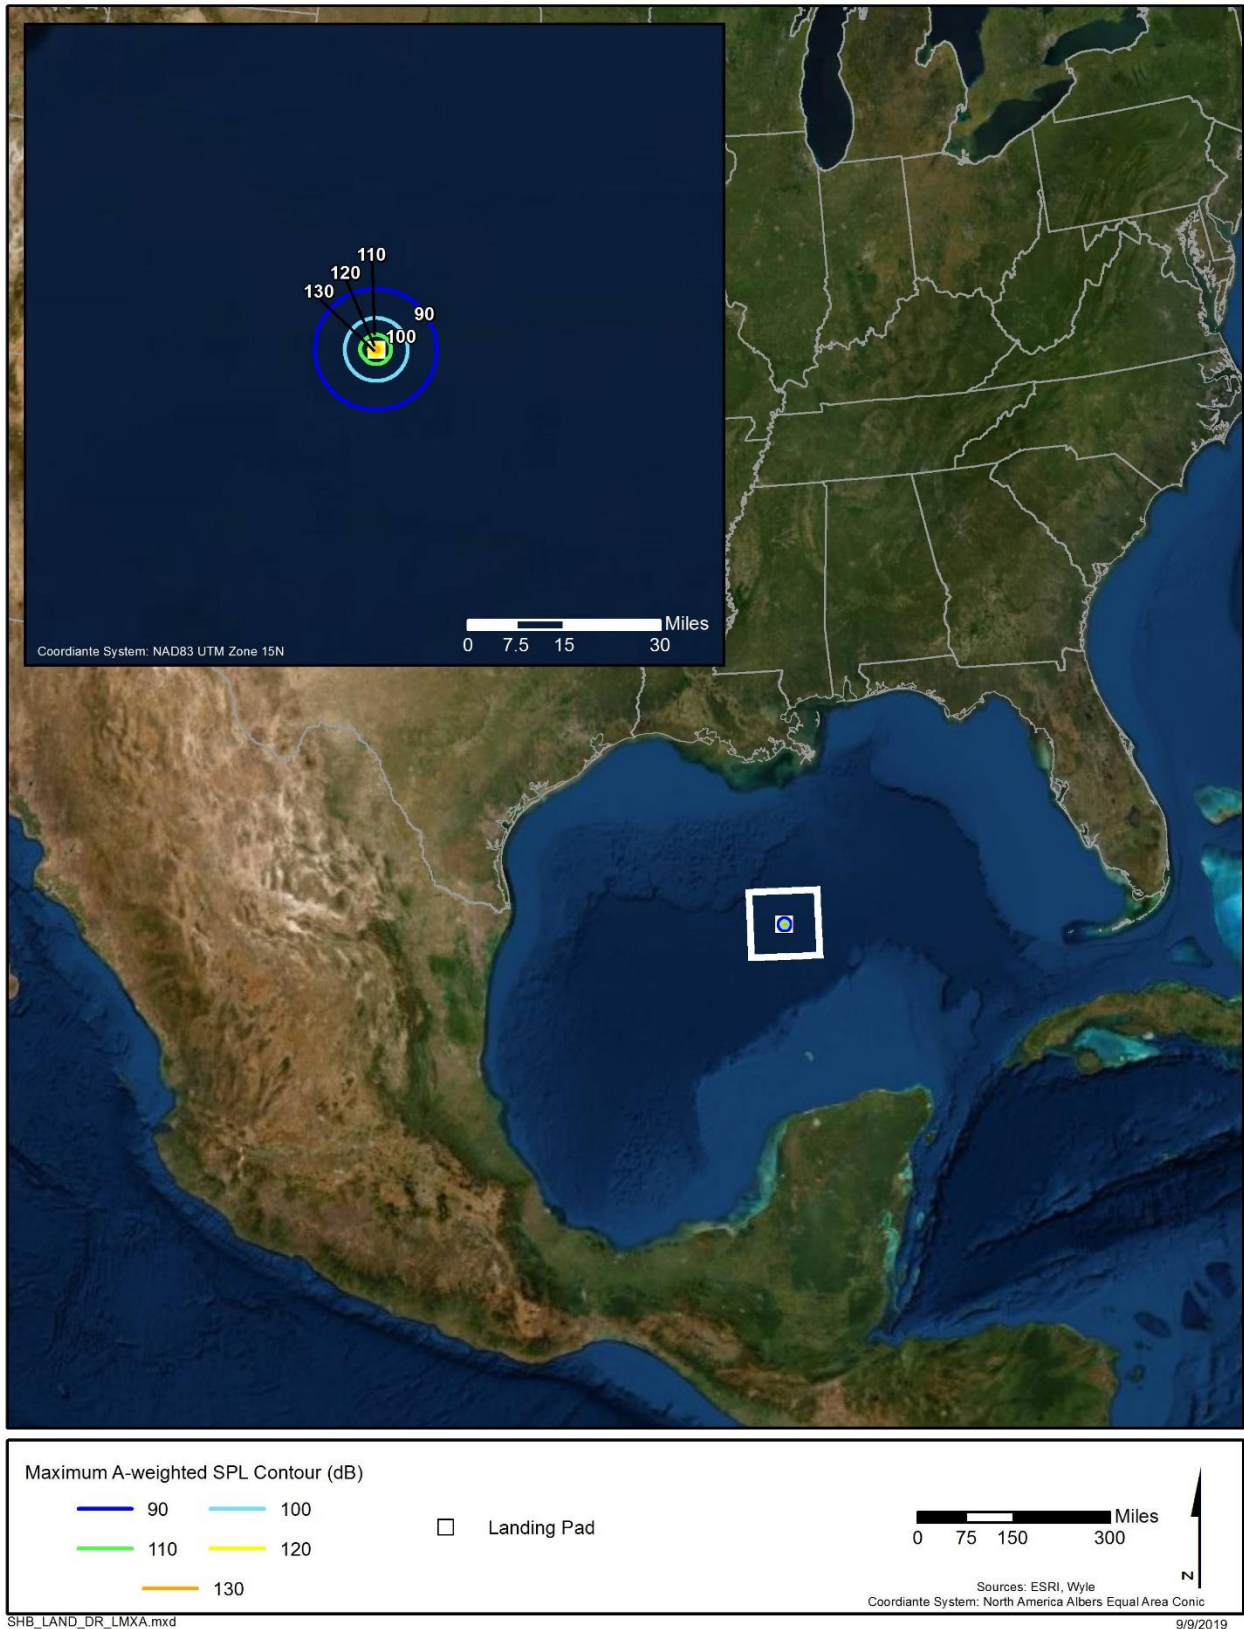 110
120
130
90
100
Miles
0 7.5 15 30
Coordiante System: NAD83 UTM Zone 15N
Maximum A-weighted SPL Contour (dB)
90 100
110 120
130
Landing Pad
Miles
0 75 150 300
N
Sources: ESRI, Wyle
Coordiante System: North America Albers Equal Area Conic
SHB_LAND_DR_LMXA.mxd
9/9/2019